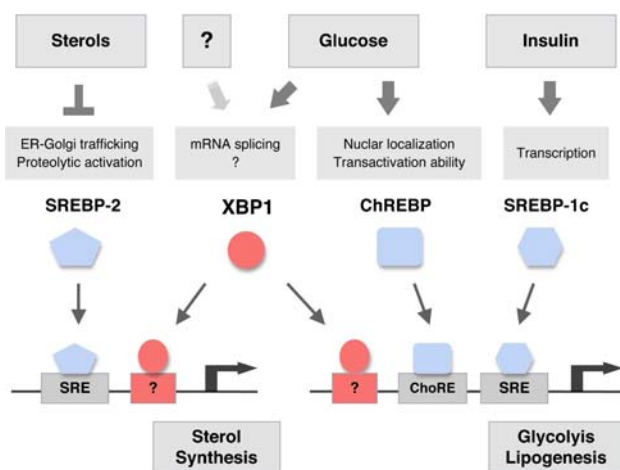 Sterols
?
Glucose
Insulin
ER-Golgi trafficking
Proteolytic activation
mRNA splicing
?
Nuclar localization
Transactivation ability
Transcription
SREBP-2
XBP1
ChREBP
SREBP-1c
SRE
?
?
ChoRE
SRE
Sterol
Synthesis
Glycolyis
Lipogenesis